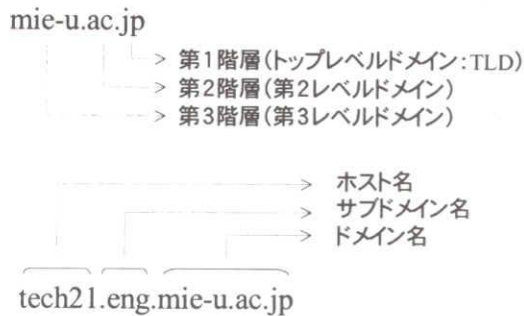 mie-u.ac.jp
第1階層(トップレベルドメイン:TLD)
第2階層(第2レベルドメイン)
第3階層(第3レベルドメイン)
ホスト名
サブドメイン名
ドメイン名
tech21.eng.mie-u.ac.jp